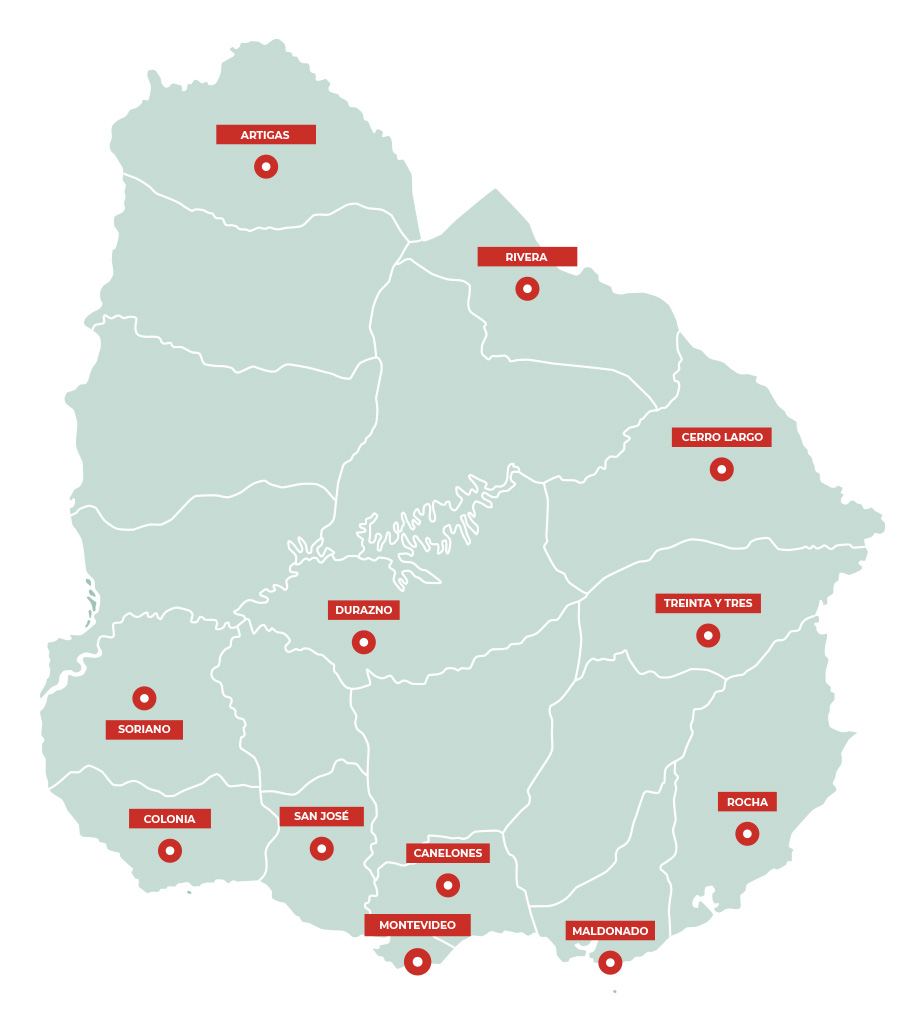 ARTIGAS
RIVERA
CERRO LARGO
TREINTA Y TRES
DURAZNO
SORIANO
ROCHA
SAN JOSÉ
COLONIA
CANELONES
MONTEVIDEO
MALDONADO